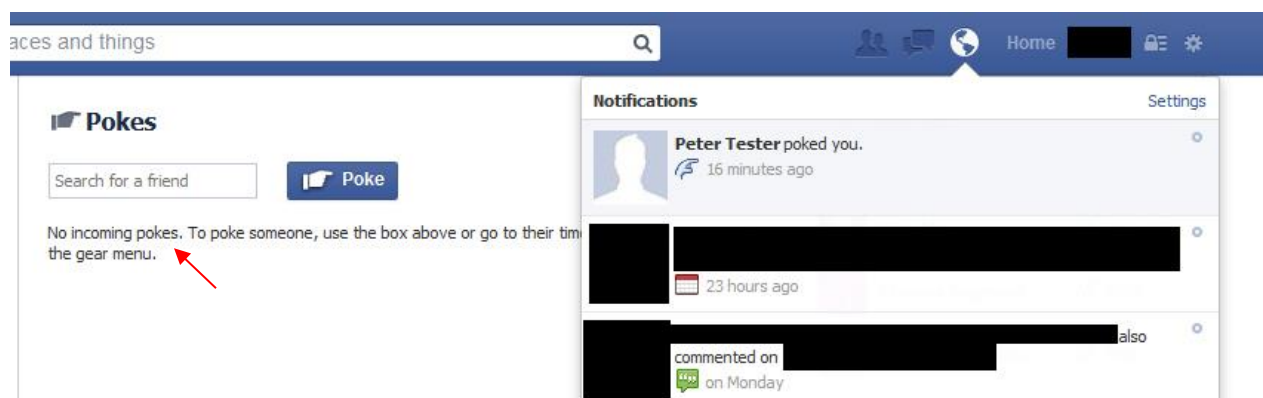 aces and things
Home
Pokes
Search for a friend
Poke
No incoming pokes. To poke someone, use the box above or go to their tim
the gear menu.
Notifications
Settings
Peter Tester poked you.
16 minutes ago
23 hours ago
also
commented on
on Monday